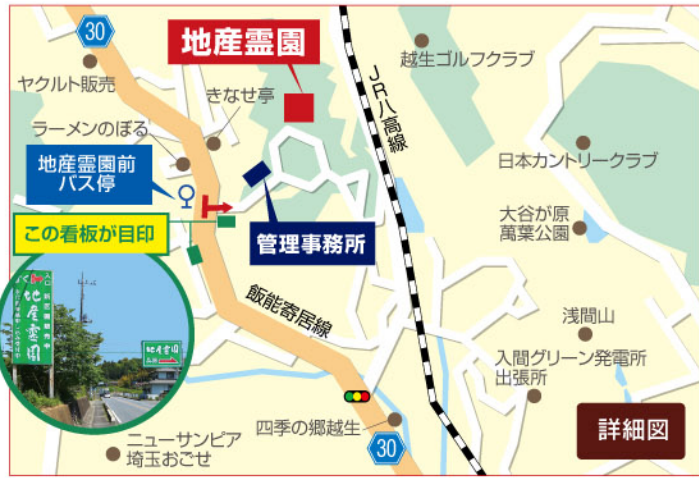 30
地産霊園
ヤクルト販売
きなせ亭
ラーメンのぼる
地産霊園前
バス停
この看板が目印
管理事務所
JR八高線
越生ゴルフクラブ
日本カントリークラブ
大谷が原
萬葉公園
飯能寄居線
浅間山
入間グリーン発電所
出張所
四季の郷越生
30
ニューサンピア
埼玉おごせ
詳細図
地産霊園
地産霊園